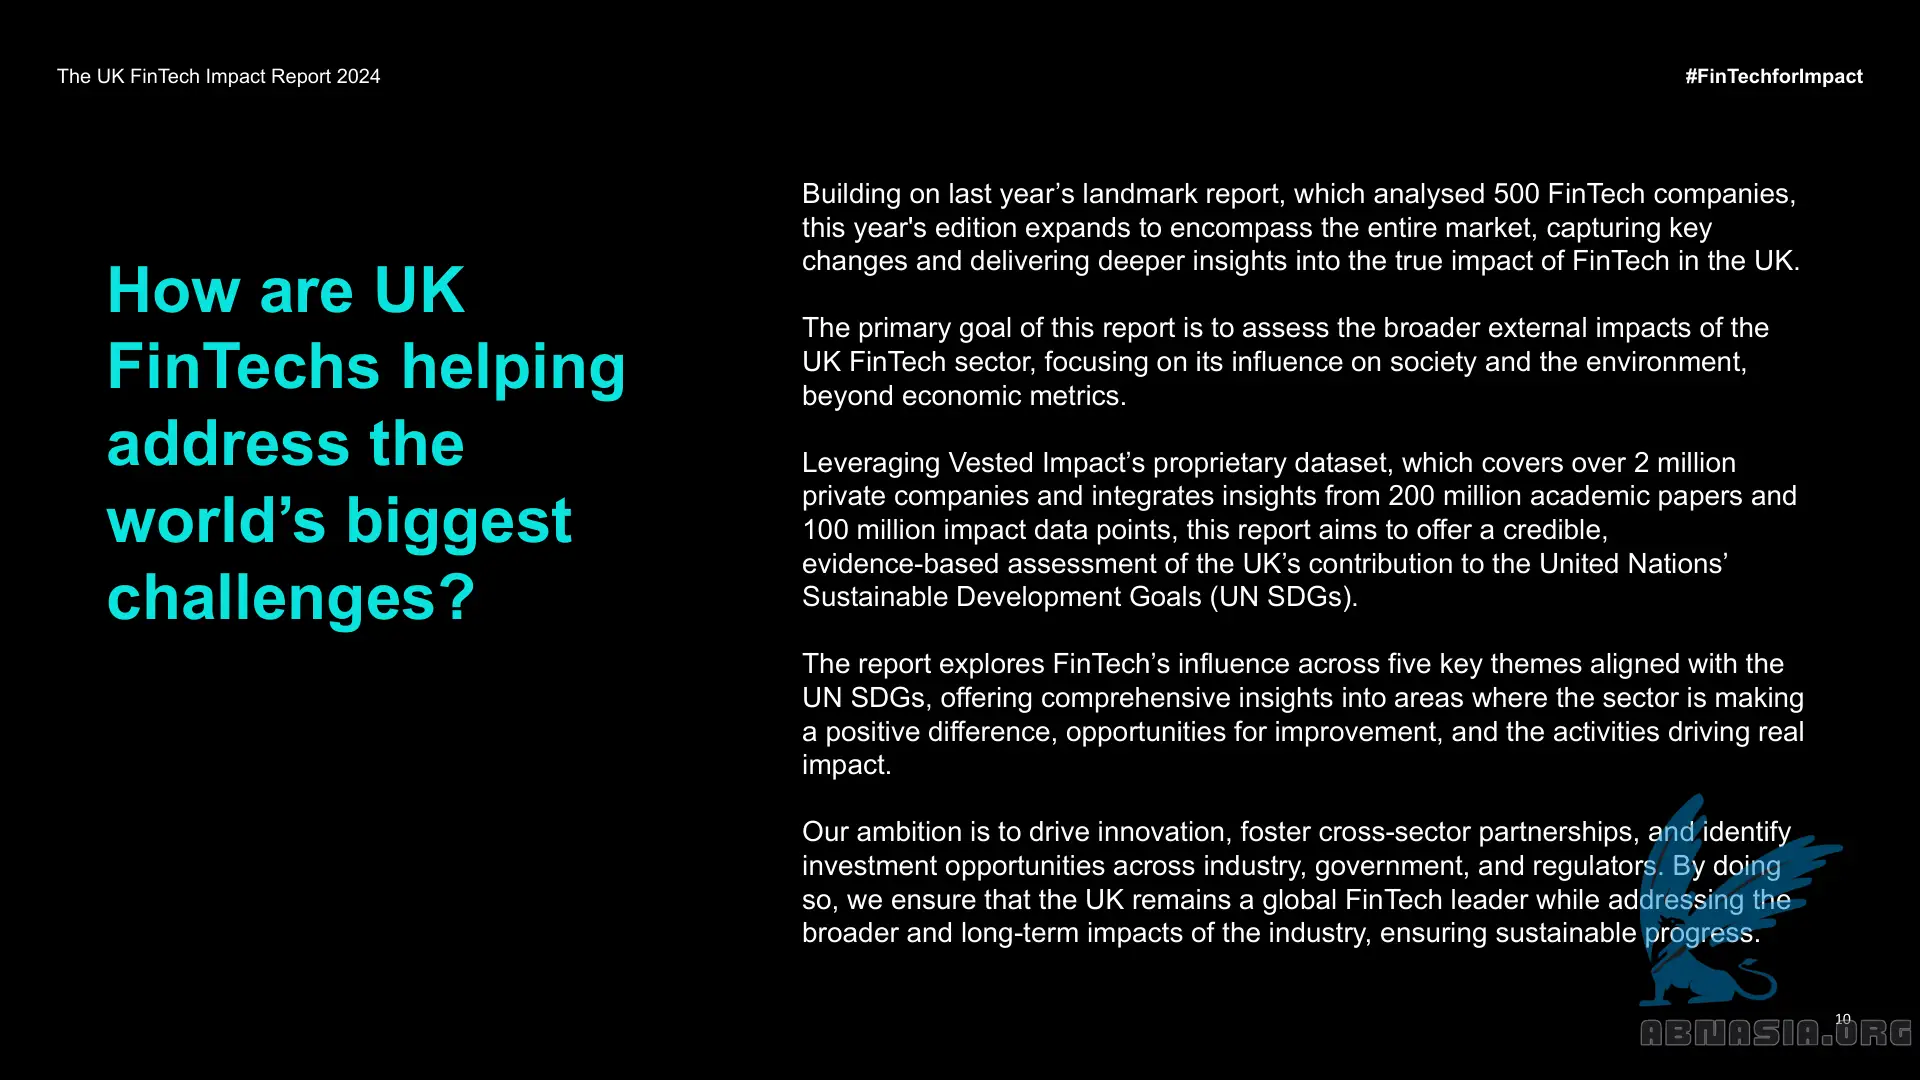 The UK FinTech Impact Report 2024
#FinTechforImpact
How are UK
FinTechs helping
address the
world’s biggest
challenges?
Building on last year’s landmark report, which analysed 500 FinTech companies,
this year's edition expands to encompass the entire market, capturing key
changes and delivering deeper insights into the true impact of FinTech in the UK.
The primary goal of this report is to assess the broader external impacts of the
UK FinTech sector, focusing on its influence on society and the environment,
beyond economic metrics.
Leveraging Vested Impact’s proprietary dataset, which covers over 2 million
private companies and integrates insights from 200 million academic papers and
100 million impact data points, this report aims to offer a credible,
evidence-based assessment of the UK’s contribution to the United Nations’
Sustainable Development Goals (UN SDGs).
The report explores FinTech’s influence across five key themes aligned with the
UN SDGs, offering comprehensive insights into areas where the sector is making
a positive difference, opportunities for improvement, and the activities driving real
impact.
Our ambition is to drive innovation, foster cross-sector partnerships, and identify
investment opportunities across industry, government, and regulators. By doing
so, we ensure that the UK remains a global FinTech leader while addressing the
broader and long-term impacts of the industry, ensuring sustainable progress.
10
ABNASIA.ORG